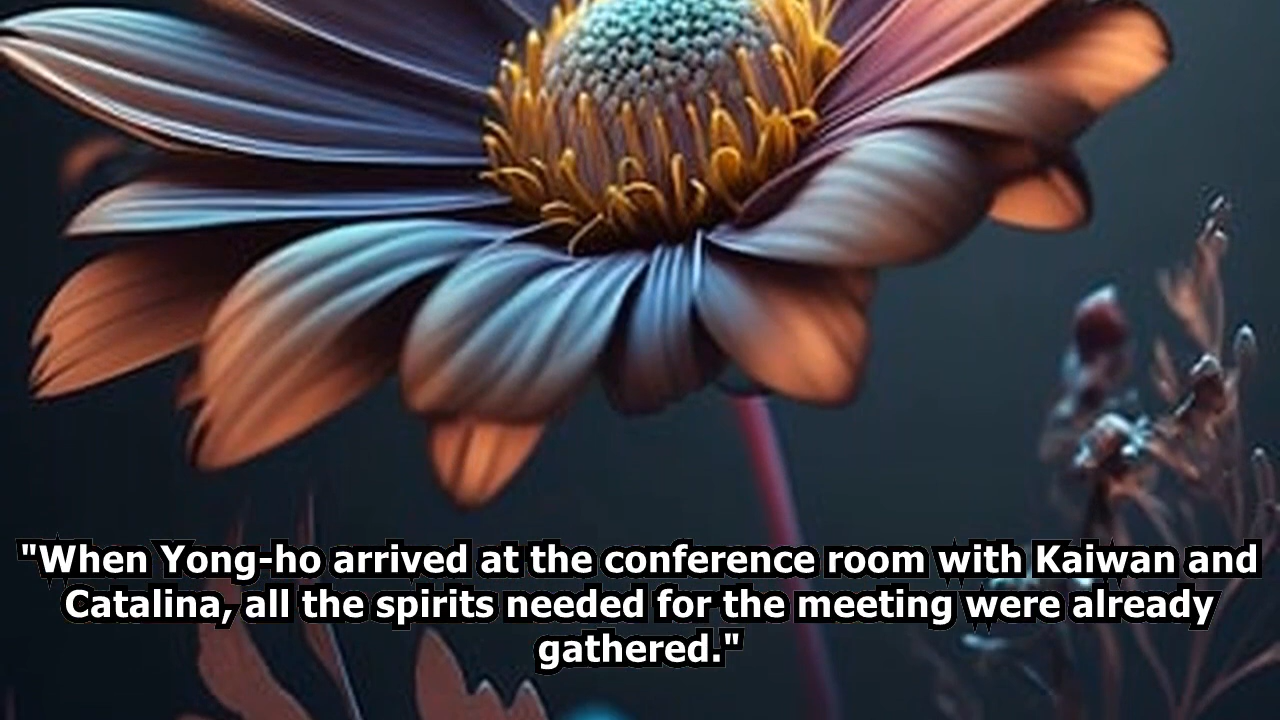 "When Yong-ho arrived at the conference room with Kaiwan and
Catalina, all the spirits needed for the meeting were already
gathered."